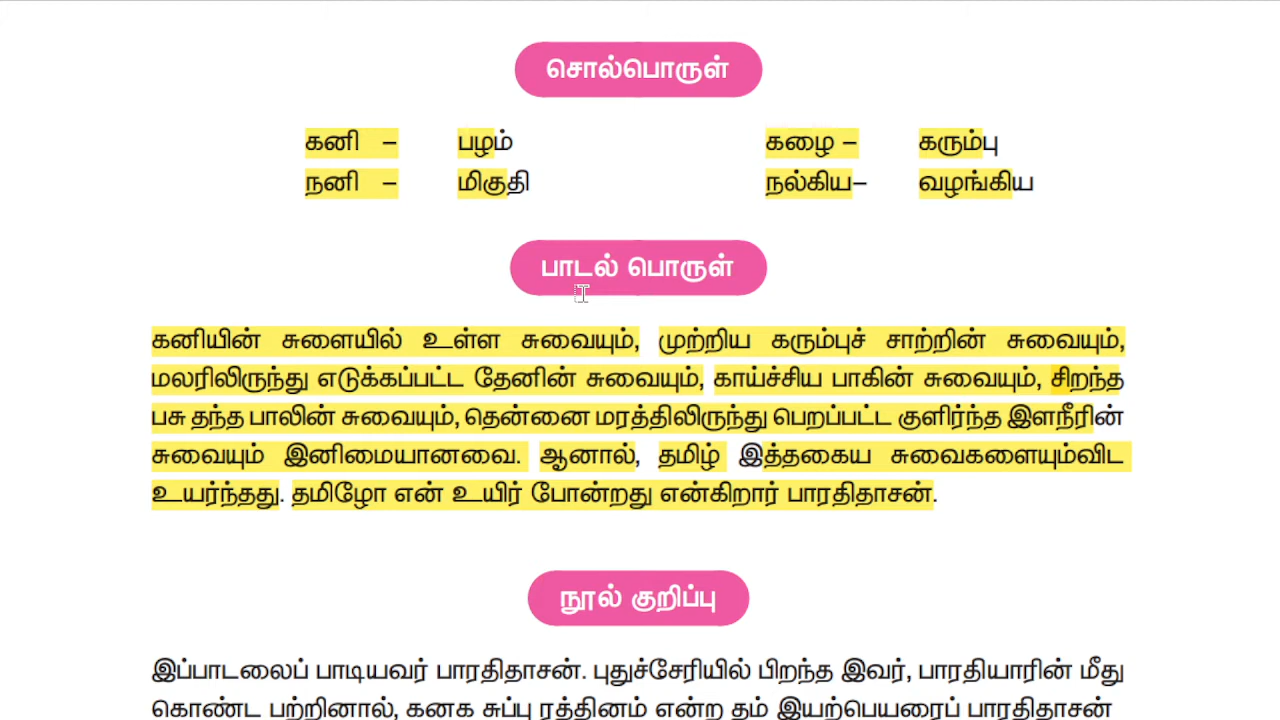 சொல்பொருள்
கனி – பழம் கழை – கரும்பு
நனி – மிகுதி நல்கிய– வழங்கிய
பாடல் பொருள்
கனியின் சுளையில் உள்ள சுவையும், முற்றிய கரும்புச் சாற்றின் சுவையும்,
மலரிலிருந்து எடுக்கப்பட்ட தேனின் சுவையும், காய்ச்சிய பாகின் சுவையும், சிறந்த
பசு தந்த பாலின் சுவையும், தென்னை மரத்திலிருந்து பெறப்பட்ட குளிர்ந்த இளநீரின்
சுவையும் இனிமையானவை. ஆனால், தமிழ் இத்தகைய சுவைகளையும்விட
உயர்ந்தது. தமிழோ என் உயிர் போன்றது என்கிறார் பாரதிதாசன்.
நூல் குறிப்பு
இப்பாடலைப் பாடியவர் பாரதிதாசன். புதுச்சேரியில் பிறந்த இவர், பாரதியாரின் மீது
கொண்ட பற்றினால், கனக சுப்பு ரத்தினம் என்ற தம் இயற்பெயரைப் பாரதிதாசன்